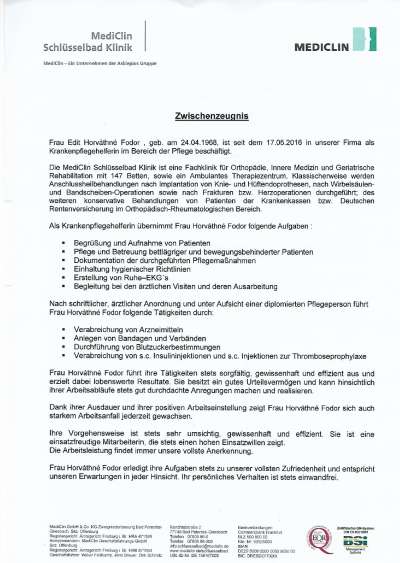 MediClin
Schlüsselbad Klinik
MediClin – Ein Unternehmen der Asklepios Gruppe
MEDICLIN
Zwischenzeugnis
Frau Edit Horváthné Fodor , geb. am 24.04.1968, ist seit dem 17.05.2016 in unserer Firma als
Krankenpflegehelferin im Bereich der Pflege beschäftigt.
Die MediClin Schlüsselbad Klinik ist eine Fachklinik für Orthopädie, Innere Medizin und Geriatrische
Rehabilitation mit 147 Betten, sowie ein Ambulantes Therapiezentrum. Klassischerweise werden
Anschlussheilbehandlungen nach Implantation von Knie- und Hüftendoprothesen, nach Wirbelsäulen-
und Bandscheiben-Operationen sowie nach Frakturen bzw. Herzoperationen durchgeführt; des
weiteren konservative Behandlungen von Patienten der Krankenkassen bzw. Deutschen
Rentenversicherung im Orthopädisch-Rheumatologischen Bereich.
Als Krankenpflegehelferin übernimmt Frau Horváthné Fodor folgende Aufgaben :
▪ Begrüßung und Aufnahme von Patienten
▪ Pflege und Betreuung bettlägriger und bewegungsbehinderter Patienten
▪ Dokumentation der durchgeführten Pflegemaßnahmen
▪ Einhaltung hygienischer Richtlinien
▪ Erstellung von Ruhe–EKG´s
▪ Begleitung bei den ärztlichen Visiten und deren Ausarbeitung
Nach schriftlicher, ärztlicher Anordnung und unter Aufsicht einer diplomierten Pflegeperson führt
Frau Horváthné Fodor folgende Tätigkeiten durch:
▪ Verabreichung von Arzneimitteln
▪ Anlegen von Bandagen und Verbänden
▪ Durchführung von Blutzuckerbestimmungen
▪ Verabreichung von s.c. Insulininjektionen und s.c. Injektionen zur Thromboseprophylaxe
Frau Horváthné Fodor führt ihre Tätigkeiten stets sorgfältig, gewissenhaft und effizient aus und
erzielt dabei lobenswerte Resultate. Sie besitzt ein gutes Urteilsvermögen und kann hinsichtlich
ihrer Arbeitsabläufe stets gut durchdachte Anregungen machen und realisieren.
Dank ihrer Ausdauer und ihrer positiven Arbeitseinstellung zeigt Frau Horváthné Fodor sich auch
starkem Arbeitsanfall jederzeit gewachsen.
Ihre Vorgehensweise ist stets sehr umsichtig, gewissenhaft und effizient. Sie ist eine
einsatzfreudige Mitarbeiterin, die stets einen hohen Einsatzwillen zeigt.
Die Arbeitsleistung findet immer unsere vollste Anerkennung.
Frau Horváthné Fodor erledigt ihre Aufgaben stets zu unserer vollsten Zufriedenheit und entspricht
unseren Erwartungen in jeder Hinsicht. Ihr persönliches Verhalten ist stets einwandfrei.
MediClin GmbH & Co. KG
Offenburg
EQR
BSI